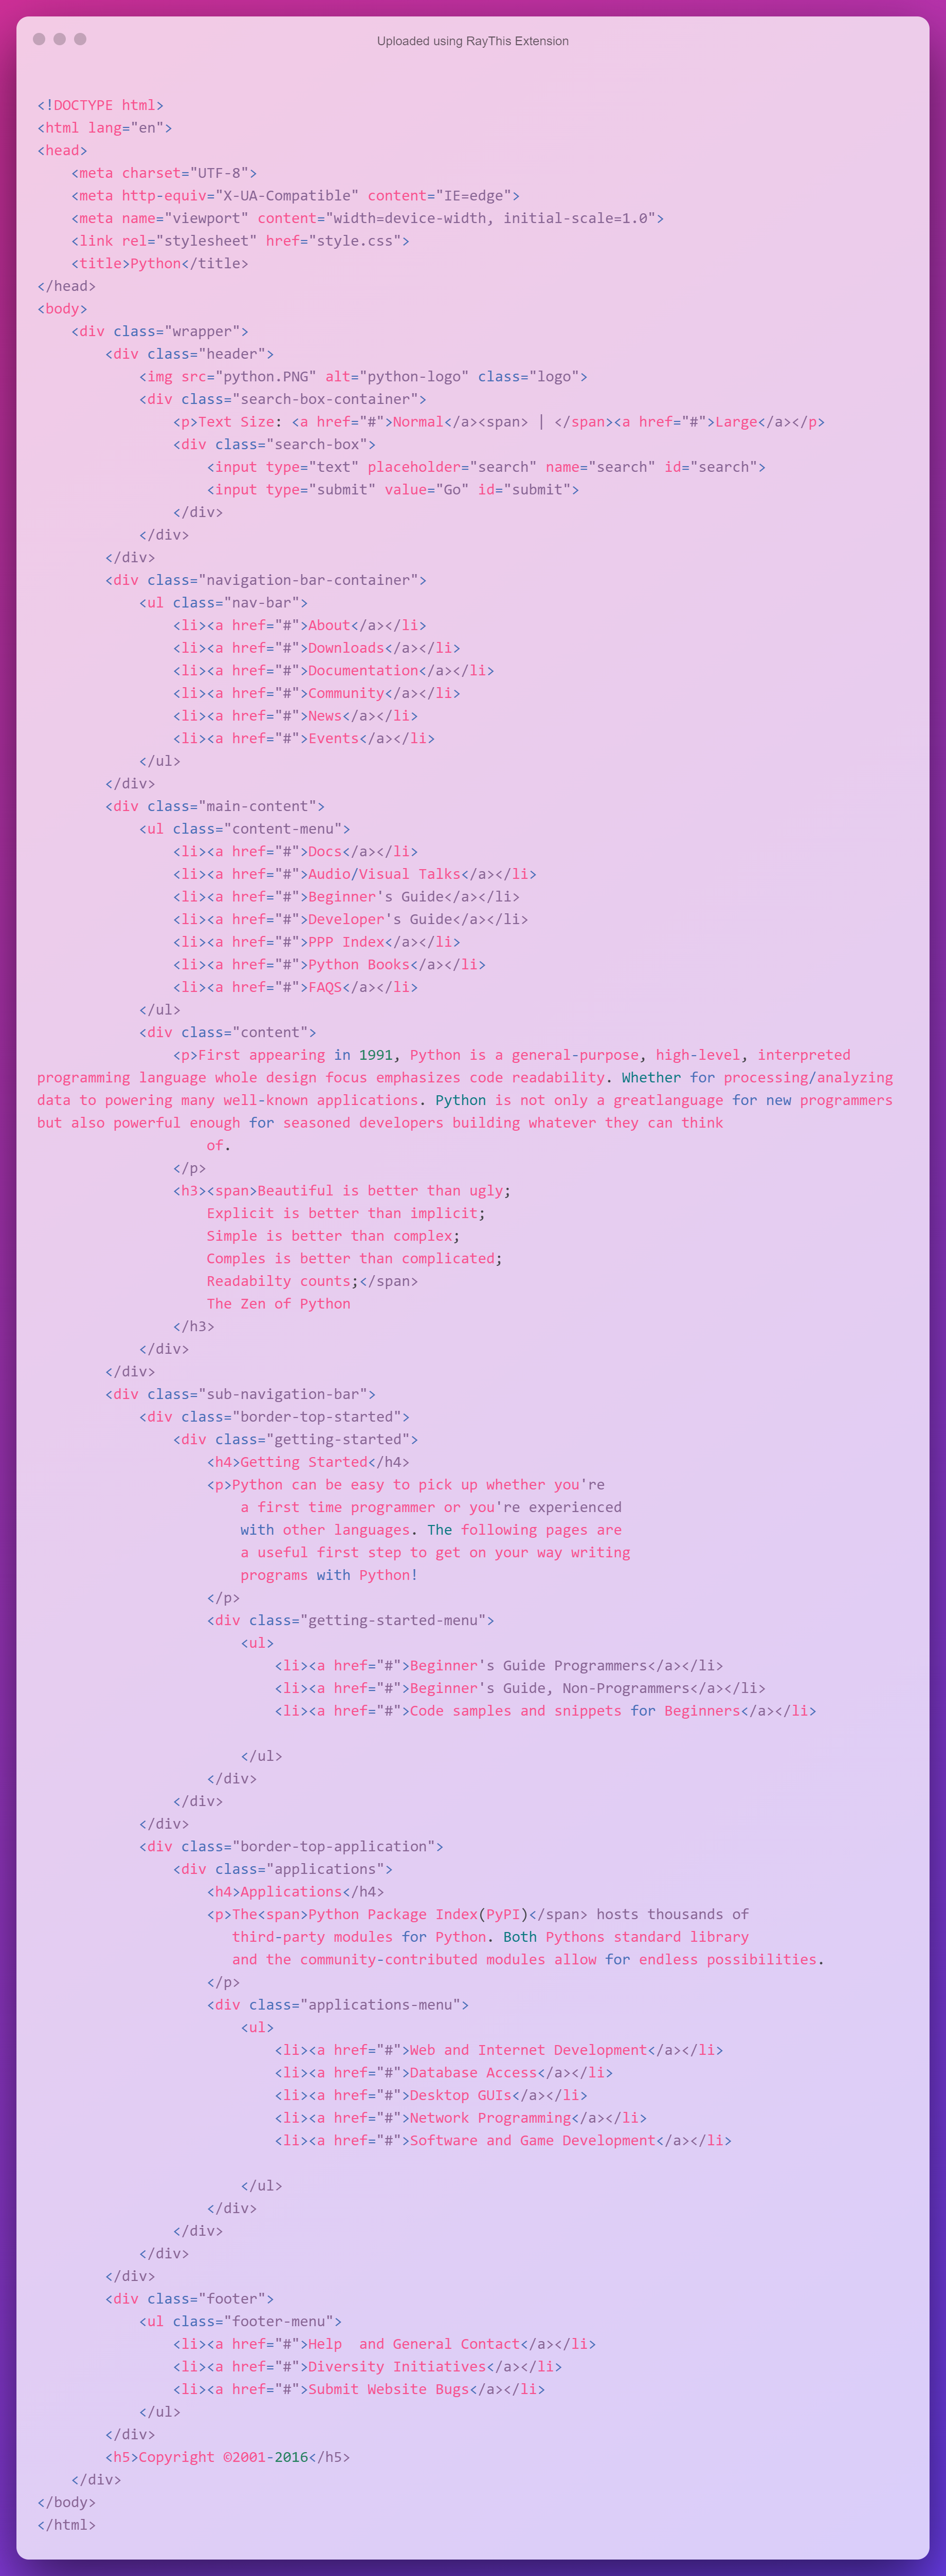 Uploaded using RayThis Extension
<!DOCTYPE html>
<html lang="en">
<head>
    <meta charset="UTF-8">
    <meta http-equiv="X-UA-Compatible" content="IE=edge">
    <meta name="viewport" content="width=device-width, initial-scale=1.0">
    <link rel="stylesheet" href="style.css">
    <title>Python</title>
</head>
<body>
    <div class="wrapper">
        <div class="header">
            <img src="python.PNG" alt="python-logo" class="logo">
            <div class="search-box-container">
                <p>Text Size: <a href="#">Normal</a><span> | </span><a href="#">Large</a></p>
                <div class="search-box">
                    <input type="text" placeholder="search" name="search" id="search">
                    <input type="submit" value="Go" id="submit">
                </div>
            </div>
        </div>
        <div class="navigation-bar-container">
            <ul class="nav-bar">
                <li><a href="#">About</a></li>
                <li><a href="#">Downloads</a></li>
                <li><a href="#">Documentation</a></li>
                <li><a href="#">Community</a></li>
                <li><a href="#">News</a></li>
                <li><a href="#">Events</a></li>
            </ul>
        </div>
        <div class="main-content">
            <ul class="content-menu">
                <li><a href="#">Docs</a></li>
                <li><a href="#">Audio/Visual Talks</a></li>
                <li><a href="#">Beginner's Guide</a></li>
                <li><a href="#">Developer's Guide</a></li>
                <li><a href="#">PPP Index</a></li>
                <li><a href="#">Python Books</a></li>
                <li><a href="#">FAQS</a></li>
            </ul>
            <div class="content">
                <p>First appearing in 1991, Python is a general-purpose, high-level, interpreted
programming language whole design focus emphasizes code readability. Whether for processing/analyzing
data to powering many well-known applications. Python is not only a greatlanguage for new programmers
but also powerful enough for seasoned developers building whatever they can think
                    of.
                </p>
                <h3><span>Beautiful is better than ugly;
                    Explicit is better than implicit;
                    Simple is better than complex;
                    Comples is better than complicated;
                    Readabilty counts;</span>
                    The Zen of Python
                </h3>
            </div>
        </div>
        <div class="sub-navigation-bar">
            <div class="border-top-started">
                <div class="getting-started">
                    <h4>Getting Started</h4>
                    <p>Python can be easy to pick up whether you're
                        a first time programmer or you're experienced
                        with other languages. The following pages are
                        a useful first step to get on your way writing
                        programs with Python!
                    </p>
                    <div class="getting-started-menu">
                        <ul>
                            <li><a href="#">Beginner's Guide Programmers</a></li>
                            <li><a href="#">Beginner's Guide, Non-Programmers</a></li>
                            <li><a href="#">Code samples and snippets for Beginners</a></li>
                        </ul>
                    </div>
                </div>
            </div>
            <div class="border-top-application">
                <div class="applications">
                    <h4>Applications</h4>
                    <p>The<span>Python Package Index(PyPI)</span> hosts thousands of
                       third-party modules for Python. Both Pythons standard library
                       and the community-contributed modules allow for endless possibilities.
                    </p>
                    <div class="applications-menu">
                        <ul>
                            <li><a href="#">Web and Internet Development</a></li>
                            <li><a href="#">Database Access</a></li>
                            <li><a href="#">Desktop GUIs</a></li>
                            <li><a href="#">Network Programming</a></li>
                            <li><a href="#">Software and Game Development</a></li>
                        </ul>
                    </div>
                </div>
            </div>
        </div>
        <div class="footer">
            <ul class="footer-menu">
                <li><a href="#">Help  and General Contact</a></li>
                <li><a href="#">Diversity Initiatives</a></li>
                <li><a href="#">Submit Website Bugs</a></li>
            </ul>
        </div>
        <h5>Copyright ©2001-2016</h5>
    </div>
</body>
</html>